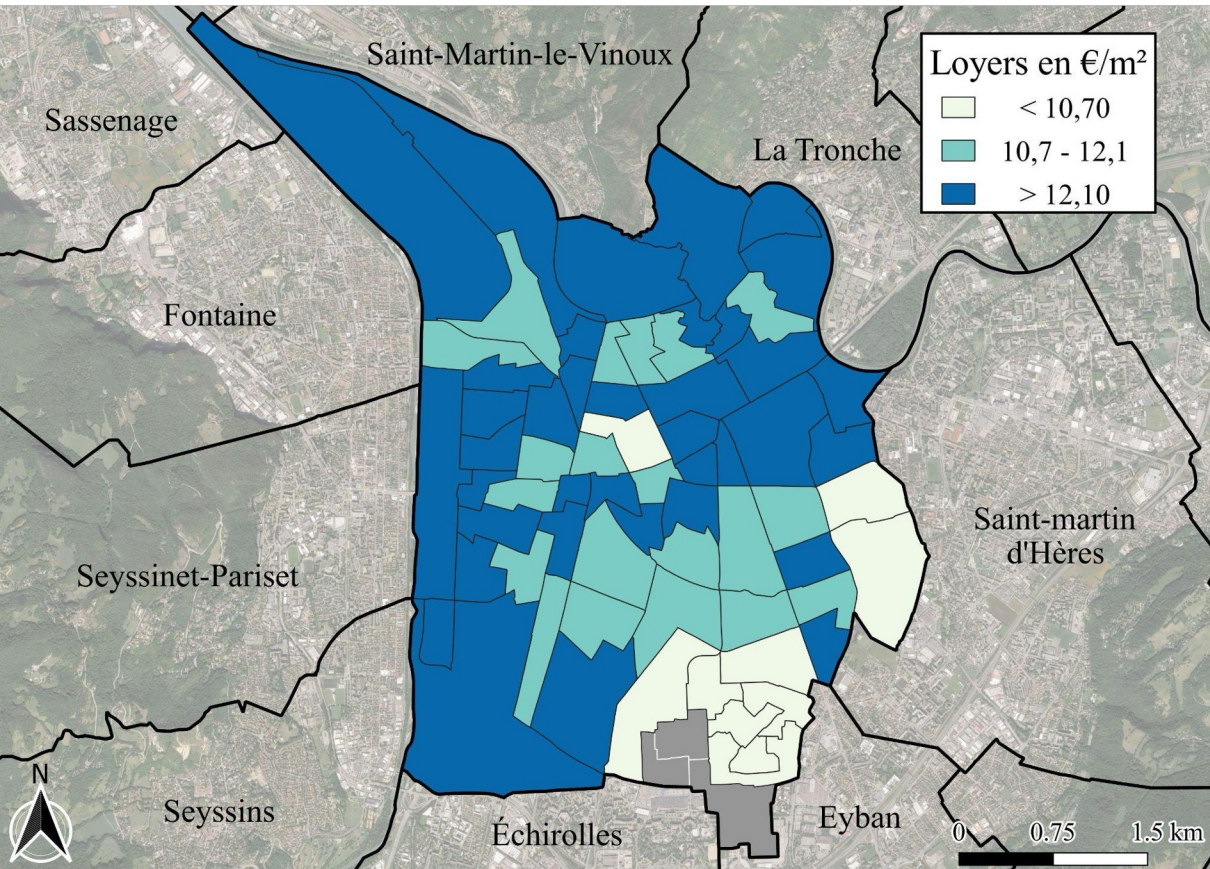 Saint-Martin-le-Vinoux
Loyers en €/m²
< 10,70
10,7 - 12,1
> 12,10
Sassenage
La Tronche
Fontaine
Saint-martin
d'Hères
Seyssinet-Pariset
N
Seyssins
Échirolles
Eyban
0 0.75 1.5 km